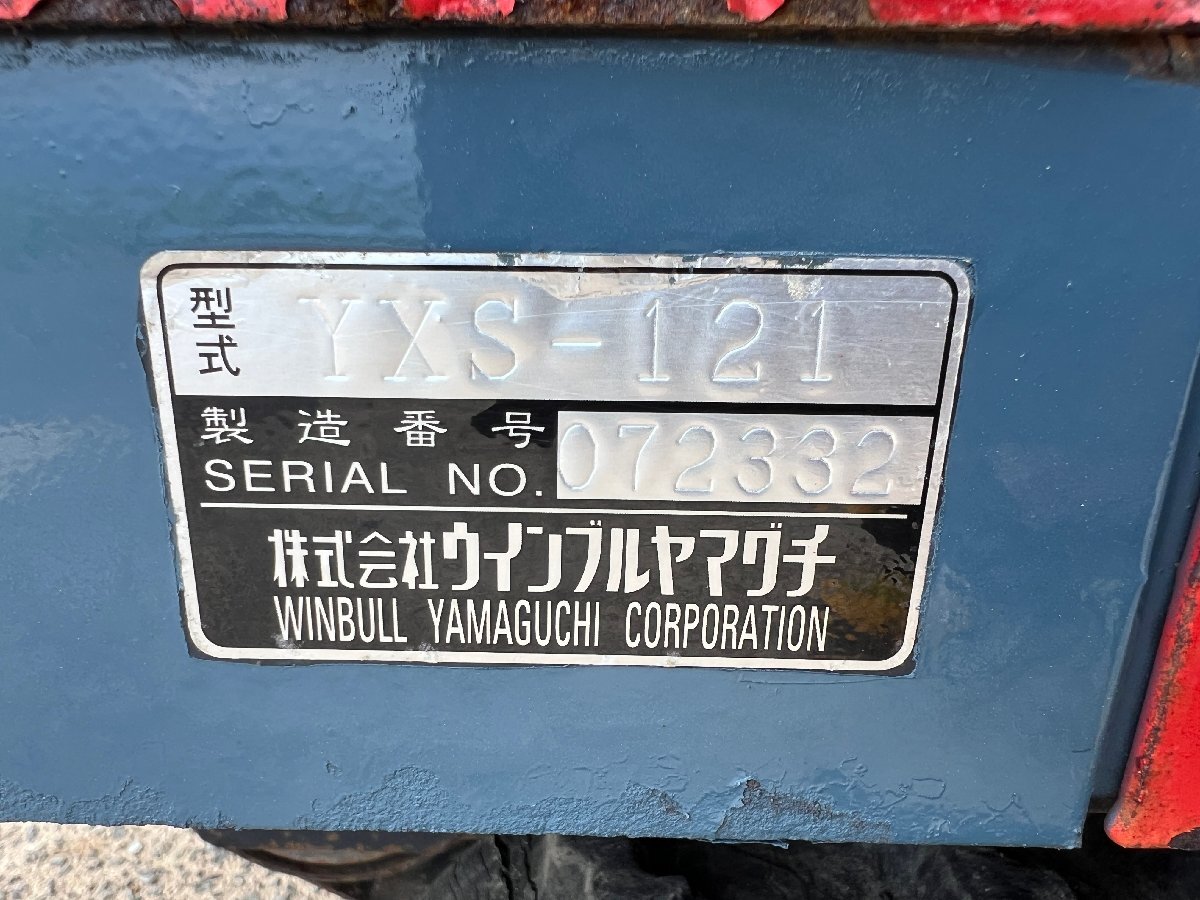 型式 YXS-121
製造番号
SERIAL NO. 072332
株式会社ウインブルヤマグチ
WINBULL YAMAGUCHI CORPORATION